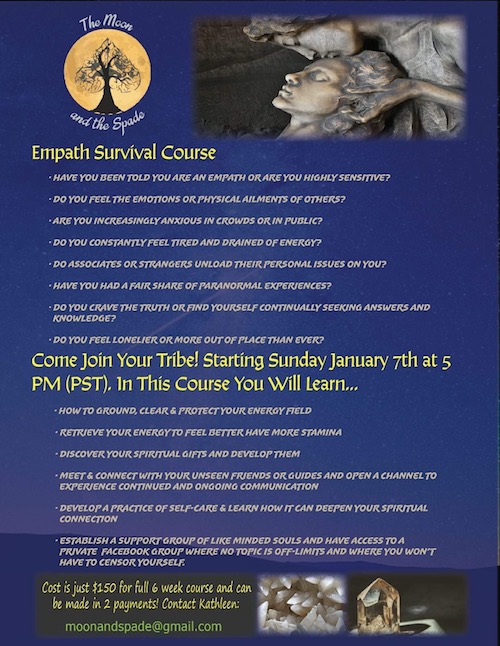 The Moon
and the Spade
Empath Survival Course
• HAVE YOU BEEN TOLD YOU ARE AN EMPATH OR ARE YOU HIGHLY SENSITIVE?
• DO YOU FEEL THE EMOTIONS OR PHYSICAL AILMENTS OF OTHERS?
• ARE YOU INCREASINGLY ANXIOUS IN CROWDS OR IN PUBLIC?
• DO YOU CONSTANTLY FEEL TIRED AND DRAINED OF ENERGY?
• DO ASSOCIATES OR STRANGERS UNLOAD THEIR PERSONAL ISSUES ON YOU?
• HAVE YOU HAD A FAIR SHARE OF PARANORMAL EXPERIENCES?
• DO YOU CRAVE THE TRUTH OR FIND YOURSELF CONTINUALLY SEEKING ANSWERS AND
KNOWLEDGE?
• DO YOU FEEL LONELIER OR MORE OUT OF PLACE THAN EVER?
Come Join Your Tribe! Starting Sunday January 7th at 5
PM (PST). In This Course You Will Learn...
• HOW TO GROUND, CLEAR & PROTECT YOUR ENERGY FIELD
• RETRIEVE YOUR ENERGY TO FEEL BETTER HAVE MORE STAMINA
• DISCOVER YOUR SPIRITUAL GIFTS AND DEVELOP THEM
• MEET & CONNECT WITH YOUR UNSEEN FRIENDS OR GUIDES AND OPEN A CHANNEL TO
EXPERIENCE CONTINUED AND ONGOING COMMUNICATION
• DEVELOP A PRACTICE OF SELF-CARE & LEARN HOW IT CAN DEEPEN YOUR SPIRITUAL
CONNECTION
• ESTABLISH A SUPPORT GROUP OF LIKE MINDED SOULS AND HAVE ACCESS TO A
PRIVATE FACEBOOK GROUP WHERE NO TOPIC IS OFF-LIMITS AND WHERE YOU WON'T
HAVE TO CENSOR YOURSELF.
Cost is just $150 for full 6 week course and can
be made in 2 payments! Contact Kathleen:
moonandspade@gmail.com